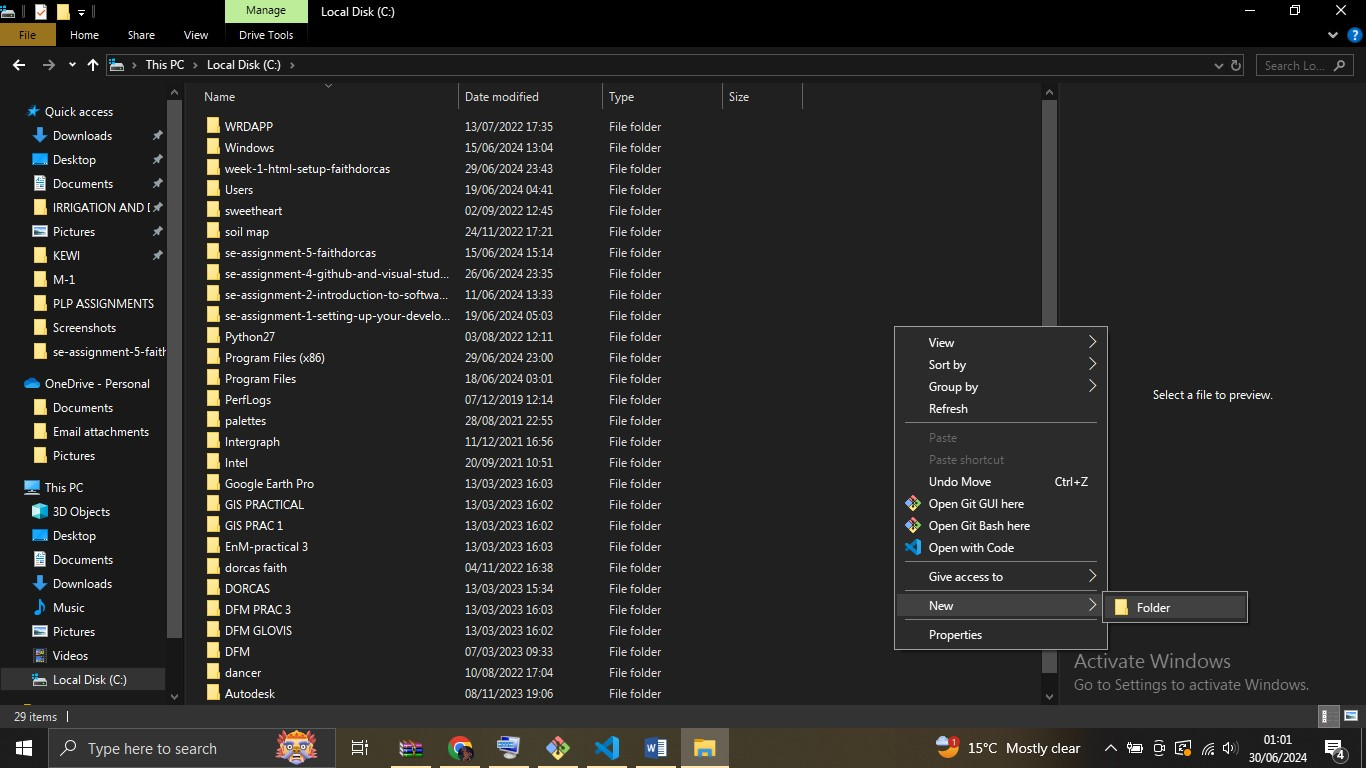 Manage
Local Disk (C:)
File
Home
Share
View
Drive Tools
This PC
Local Disk (C:)
Search Lo...
Name
Date modified
Type
Size
Quick access
Downloads
Desktop
Documents
IRRIGATION AND
Pictures
KEWI
M-1
PLP ASSIGNMENTS
Screenshots
se-assignment-5-faith
OneDrive - Personal
Documents
Email attachments
Pictures
This PC
3D Objects
Desktop
Documents
Downloads
Music
Pictures
Videos
Local Disk (C:)
WRDAPP 13/07/2022 17:35 File folder
Windows 15/06/2024 13:04 File folder
week-1-html-setup-faithdorcas 29/06/2024 23:43 File folder
Users 19/06/2024 04:41 File folder
sweetheart 02/09/2022 12:45 File folder
soil map 24/11/2022 17:21 File folder
se-assignment-5-faithdorcas 15/06/2024 15:14 File folder
se-assignment-4-github-and-visual-stud... 26/06/2024 23:35 File folder
se-assignment-2-introduction-to-softwa... 11/06/2024 13:33 File folder
se-assignment-1-setting-up-your-develo... 19/06/2024 05:03 File folder
Python27 03/08/2022 12:11 File folder
Program Files (x86) 29/06/2024 23:00 File folder
Program Files 18/06/2024 03:01 File folder
PerfLogs 07/12/2019 12:14 File folder
palettes 28/08/2021 22:55 File folder
Intergraph 11/12/2021 16:56 File folder
Intel 20/09/2021 10:51 File folder
Google Earth Pro 13/03/2023 16:03 File folder
GIS PRACTICAL 13/03/2023 16:02 File folder
GIS PRAC 1 13/03/2023 16:02 File folder
EnM-practical 3 13/03/2023 16:03 File folder
dorcas faith 04/11/2022 16:38 File folder
DORCAS 13/03/2023 15:34 File folder
DFM PRAC 3 13/03/2023 16:03 File folder
DFM GLOVIS 13/03/2023 16:02 File folder
DFM 07/03/2023 09:33 File folder
dancer 10/08/2022 17:04 File folder
Autodesk 08/11/2023 19:06 File folder
View
Sort by
Group by
Refresh
Paste
Paste shortcut
Undo Move Ctrl+Z
Open Git GUI here
Open Git Bash here
Open with Code
Give access to
New
Properties
Folder
Select a file to preview.
Activate Windows
Go to Settings to activate Windows.
29 items
Type here to search
1
15°C Mostly clear
01:01
30/06/2024
4